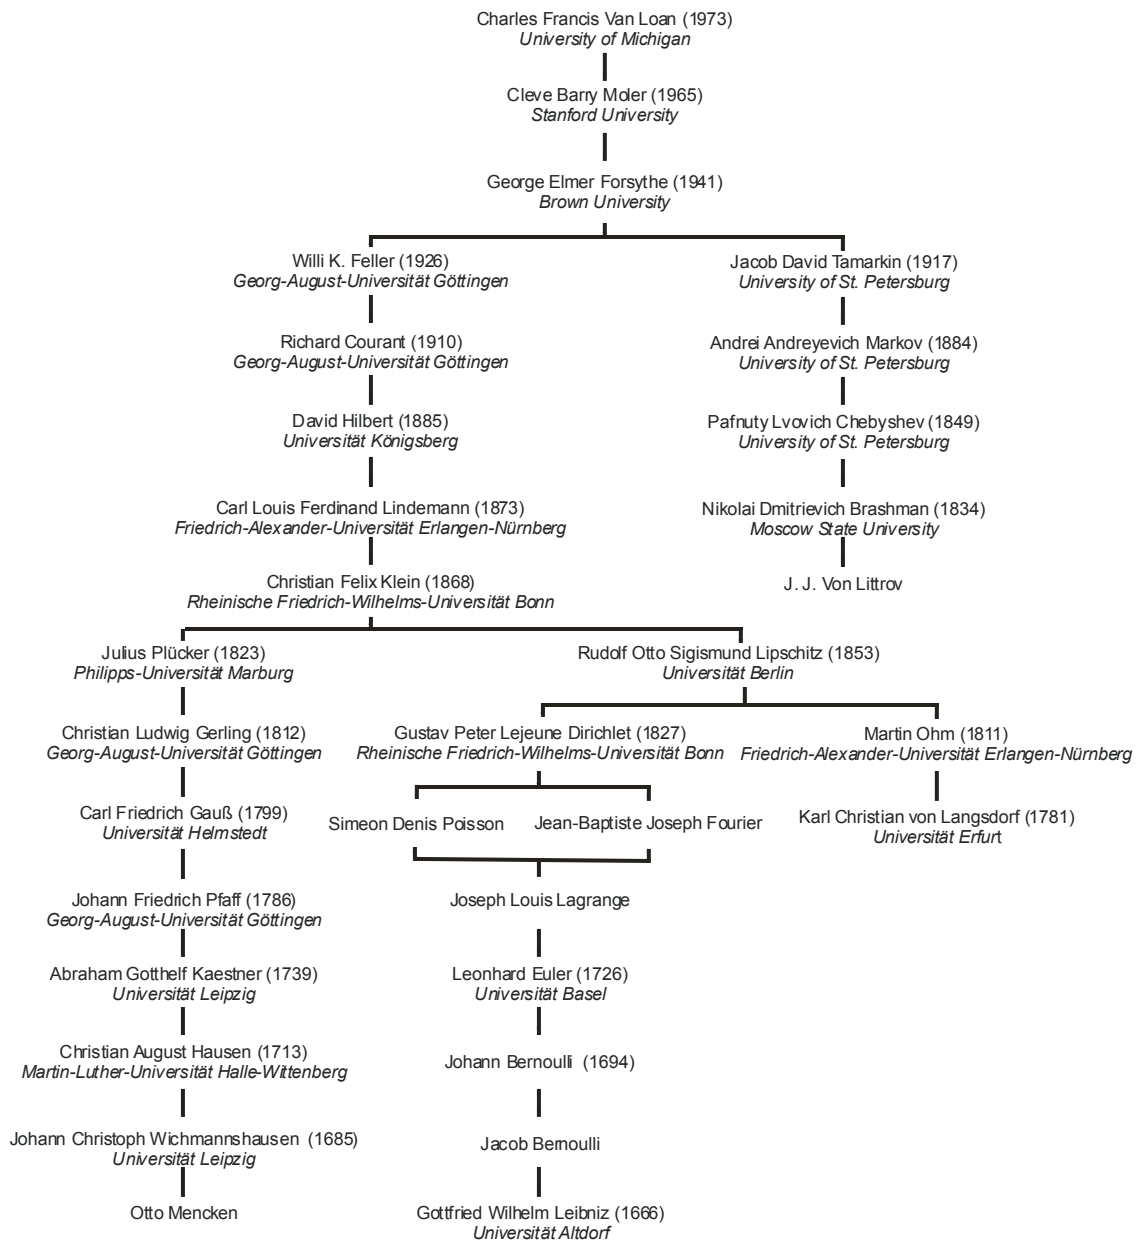 Charles Francis Van Loan (1973)
University of Michigan
Cleve Barry Moler (1965)
Stanford University
George Elmer Forsythe (1941)
Brown University
Willi K. Feller (1926)
Georg-August-Universität Göttingen
Jacob David Tamarkin (1917)
University of St. Petersburg
Richard Courant (1910)
Georg-August-Universität Göttingen
Andrei Andreyevich Markov (1884)
University of St. Petersburg
David Hilbert (1885)
Universität Königsberg
Pafnuty Lvovich Chebyshev (1849)
University of St. Petersburg
Carl Louis Ferdinand Lindemann (1873)
Friedrich-Alexander-Universität Erlangen-Nürnberg
Nikolai Dmitrievich Brashman (1834)
Moscow State University
Christian Felix Klein (1868)
Rheinische Friedrich-Wilhelms-Universität Bonn
J. J. Von Littrov
Julius Plücker (1823)
Philipps-Universität Marburg
Rudolf Otto Sigismund Lipschitz (1853)
Universität Berlin
Christian Ludwig Gerling (1812)
Georg-August-Universität Göttingen
Gustav Peter Lejeune Dirichlet (1827)
Rheinische Friedrich-Wilhelms-Universität Bonn
Martin Ohm (1811)
Friedrich-Alexander-Universität Erlangen-Nürnberg
Carl Friedrich Gauß (1799)
Universität Helmstedt
Simeon Denis Poisson
Jean-Baptiste Joseph Fourier
Karl Christian von Langsdorf (1781)
Universität Erfurt
Johann Friedrich Pfaff (1786)
Georg-August-Universität Göttingen
Joseph Louis Lagrange
Abraham Gotthelf Kaestner (1739)
Universität Leipzig
Leonhard Euler (1726)
Universität Basel
Christian August Hausen (1713)
Martin-Luther-Universität Halle-Wittenberg
Johann Bernoulli (1694)
Johann Christoph Wichmannshausen (1685)
Universität Leipzig
Jacob Bernoulli
Otto Mencken
Gottfried Wilhelm Leibniz (1666)
Universität Altdorf